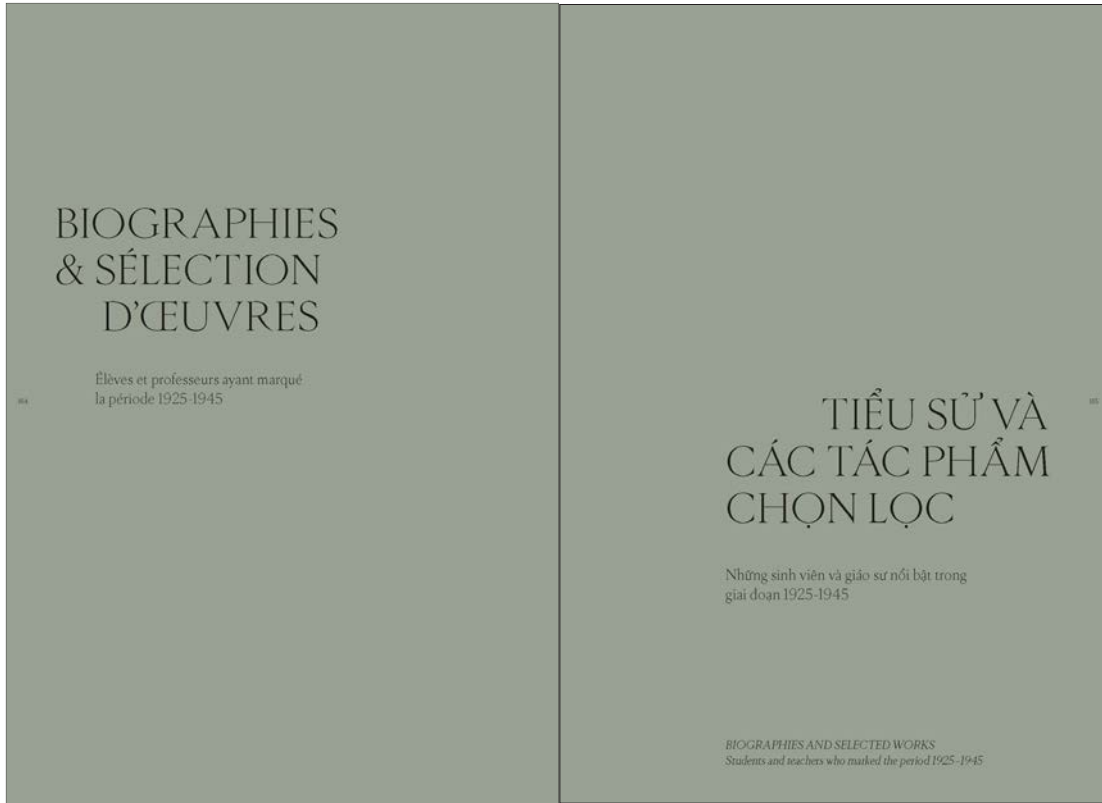 BIOGRAPHIES
& SÉLECTION
D'ŒUVRES
Élèves et professeurs ayant marqué
la période 1925-1945
TIỂU SỬ VÀ
CÁC TÁC PHẨM
CHỌN LỌC
Những sinh viên và giáo sư nổi bật trong
giai đoạn 1925-1945
BIOGRAPHIES AND SELECTED WORKS
Students and teachers who marked the period 1925-1945